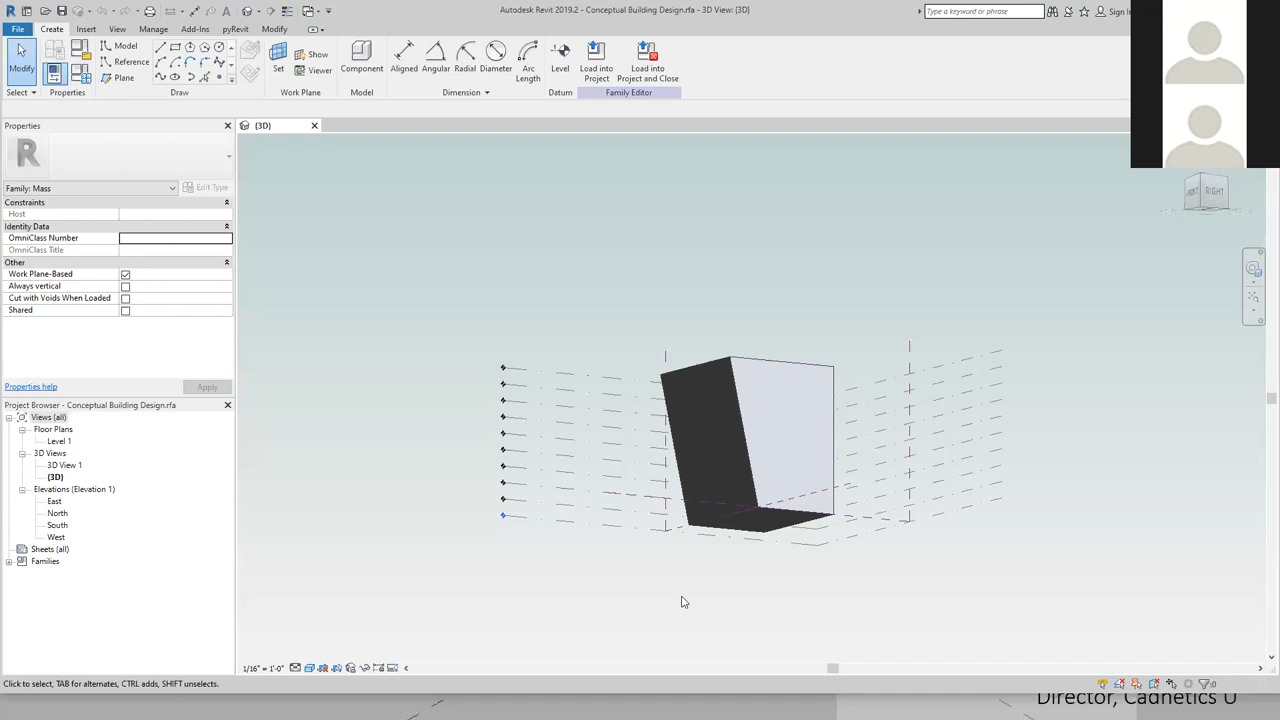 Autodesk Revit 2019.2 - Conceptual Building Design.rfa - 3D View: {3D}
Type a keyword or phrase
Sign In
File Create Insert View Manage Add-Ins pyRevit Modify
Modify
Model
Reference
Plane
Set
Show
Viewer
Component
Aligned
Angular
Radial
Diameter
Arc
Length
Level
Load into
Project
Load into
Project and Close
Select
Properties
Draw
Work Plane
Model
Dimension
Datum
Family Editor
Properties
{3D}
R
Family: Mass
Edit Type
Constraints
Host
Identity Data
OmniClass Number
OmniClass Title
Other
Work Plane-Based
Always vertical
Cut with Voids When Loaded
Shared
Properties help
Apply
Project Browser - Conceptual Building Design.rfa
Views (all)
Floor Plans
Level 1
3D Views
3D View 1
{3D}
Elevations (Elevation 1)
East
North
South
West
Sheets (all)
Families
RIGHT
1/16" = 1'-0"
Click to select, TAB for alternates, CTRL adds, SHIFT unselects.
:0
Director, Cadnetics U